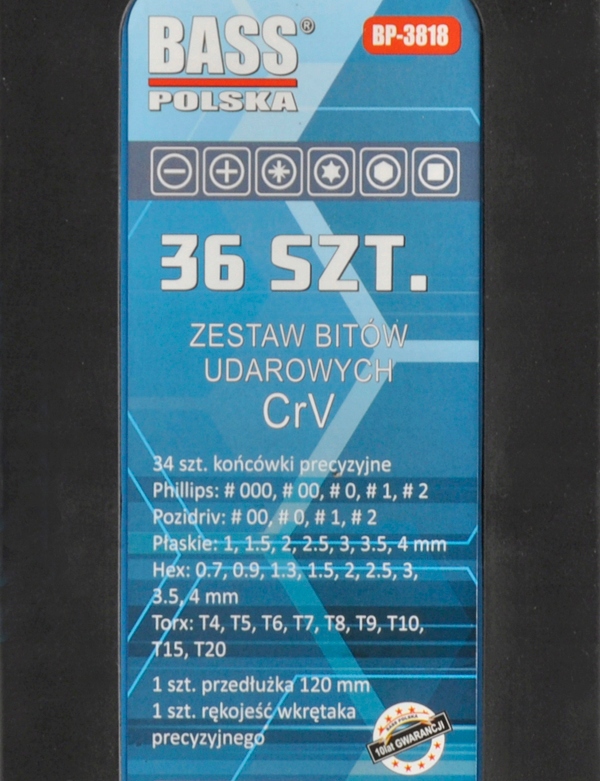 BASS®
BP-3818
POLSKA
36 SZT.
ZESTAW BITÓW
UDAROWYCH
CrV
34 szt. końcówki precyzyjne
Phillips: # 000, # 00, # 0, # 1, # 2
Pozidriv: # 00, # 0, # 1, # 2
Płaskie: 1, 1.5, 2, 2.5, 3, 3.5, 4 mm
Hex: 0.7, 0.9, 1.3, 1.5, 2, 2.5, 3,
3.5, 4 mm
Torx: T4, T5, T6, T7, T8, T9, T10,
T15, T20
1 szt. przedłużka 120 mm
1 szt. rękojeść wkrętaka
precyzyjnego
BASS POLSKA
10lat GWARANCJI